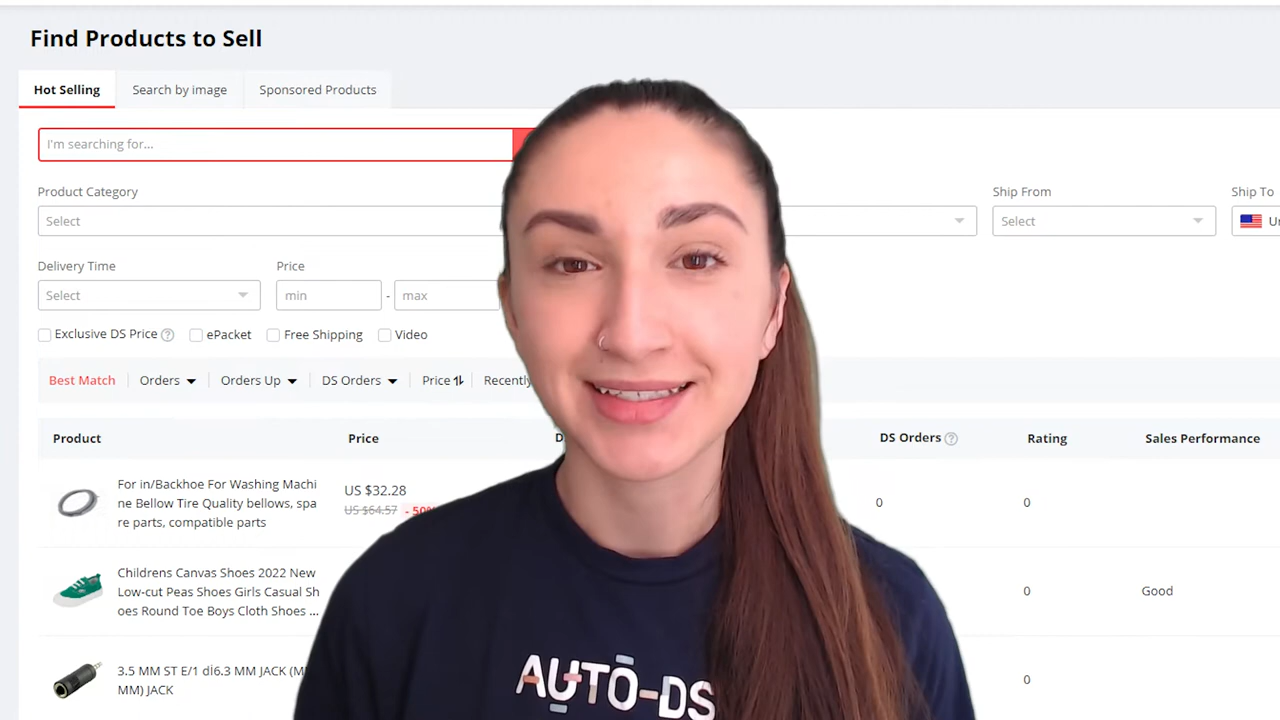 Find Products to Sell
Hot Selling Search by image Sponsored Products
I'm searching for...
Product Category Ship From Ship To
Select Select
Delivery Time Price
Select min - max
Exclusive DS Price ? ePacket Free Shipping Video
Best Match Orders Orders Up DS Orders Price Recently
Product Price DS Orders ? Rating Sales Performance
For in/Backhoe For Washing Machi
ne Bellow Tire Quality bellows, spa
re parts, compatible parts
US $32.28
US $64.57 - 50%
0 0
Childrens Canvas Shoes 2022 New
Low-cut Peas Shoes Girls Casual Sh
oes Round Toe Boys Cloth Shoes ...
0 Good
3.5 MM ST E/1 dİ6.3 MM JACK (M
MM) JACK
0
AUTO-DS